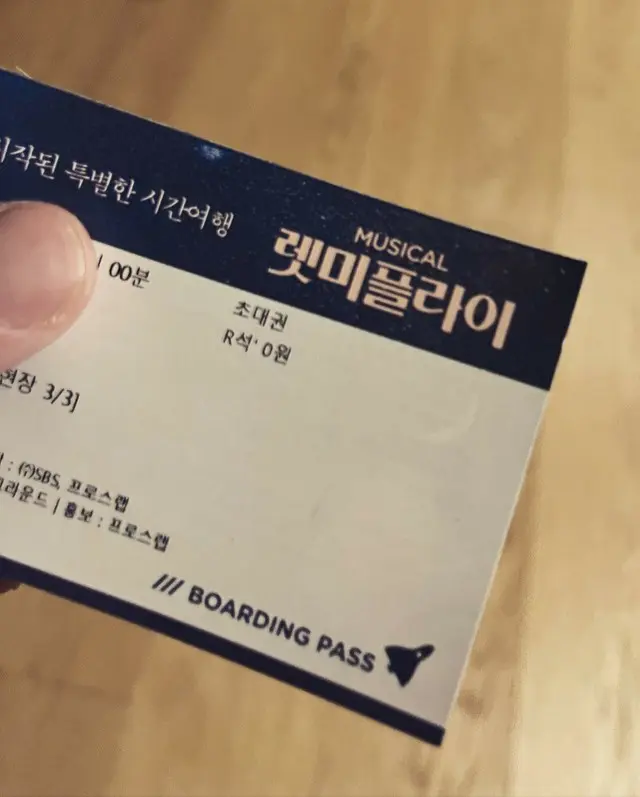 시작된 특별한 시간여행
MUSICAL
렛미플라이
00분
초대권
R석· 0원
현장 3/3]
: ㈜SBS, 프로스랩
라운드 | 홍보 : 프로스랩
/// BOARDING PASS